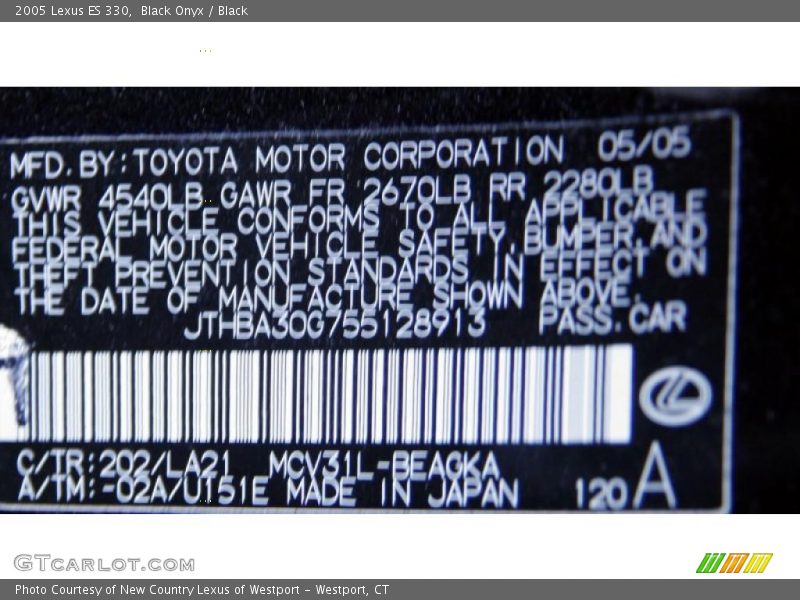 2005 Lexus ES 330,  Black Onyx / Black
MFD. BY: TOYOTA MOTOR CORPORATION 05/05
GVWR 4540LB GAWR FR 2670LB RR 2280LB
THIS VEHICLE CONFORMS TO ALL APPLICABLE
FEDERAL MOTOR VEHICLE SAFETY, BUMPER, AND
THEFT PREVENTION STANDARDS IN EFFECT ON
THE DATE OF MANUFACTURE SHOWN ABOVE.
JTHBA30G755128913 PASS. CAR
C/TR: 202/LA21 MCV31L-BEAGKA
A/TM: -02A/UT51E MADE IN JAPAN 120 A
GTCARLOT.COM
Photo Courtesy of New Country Lexus of Westport – Westport, CT